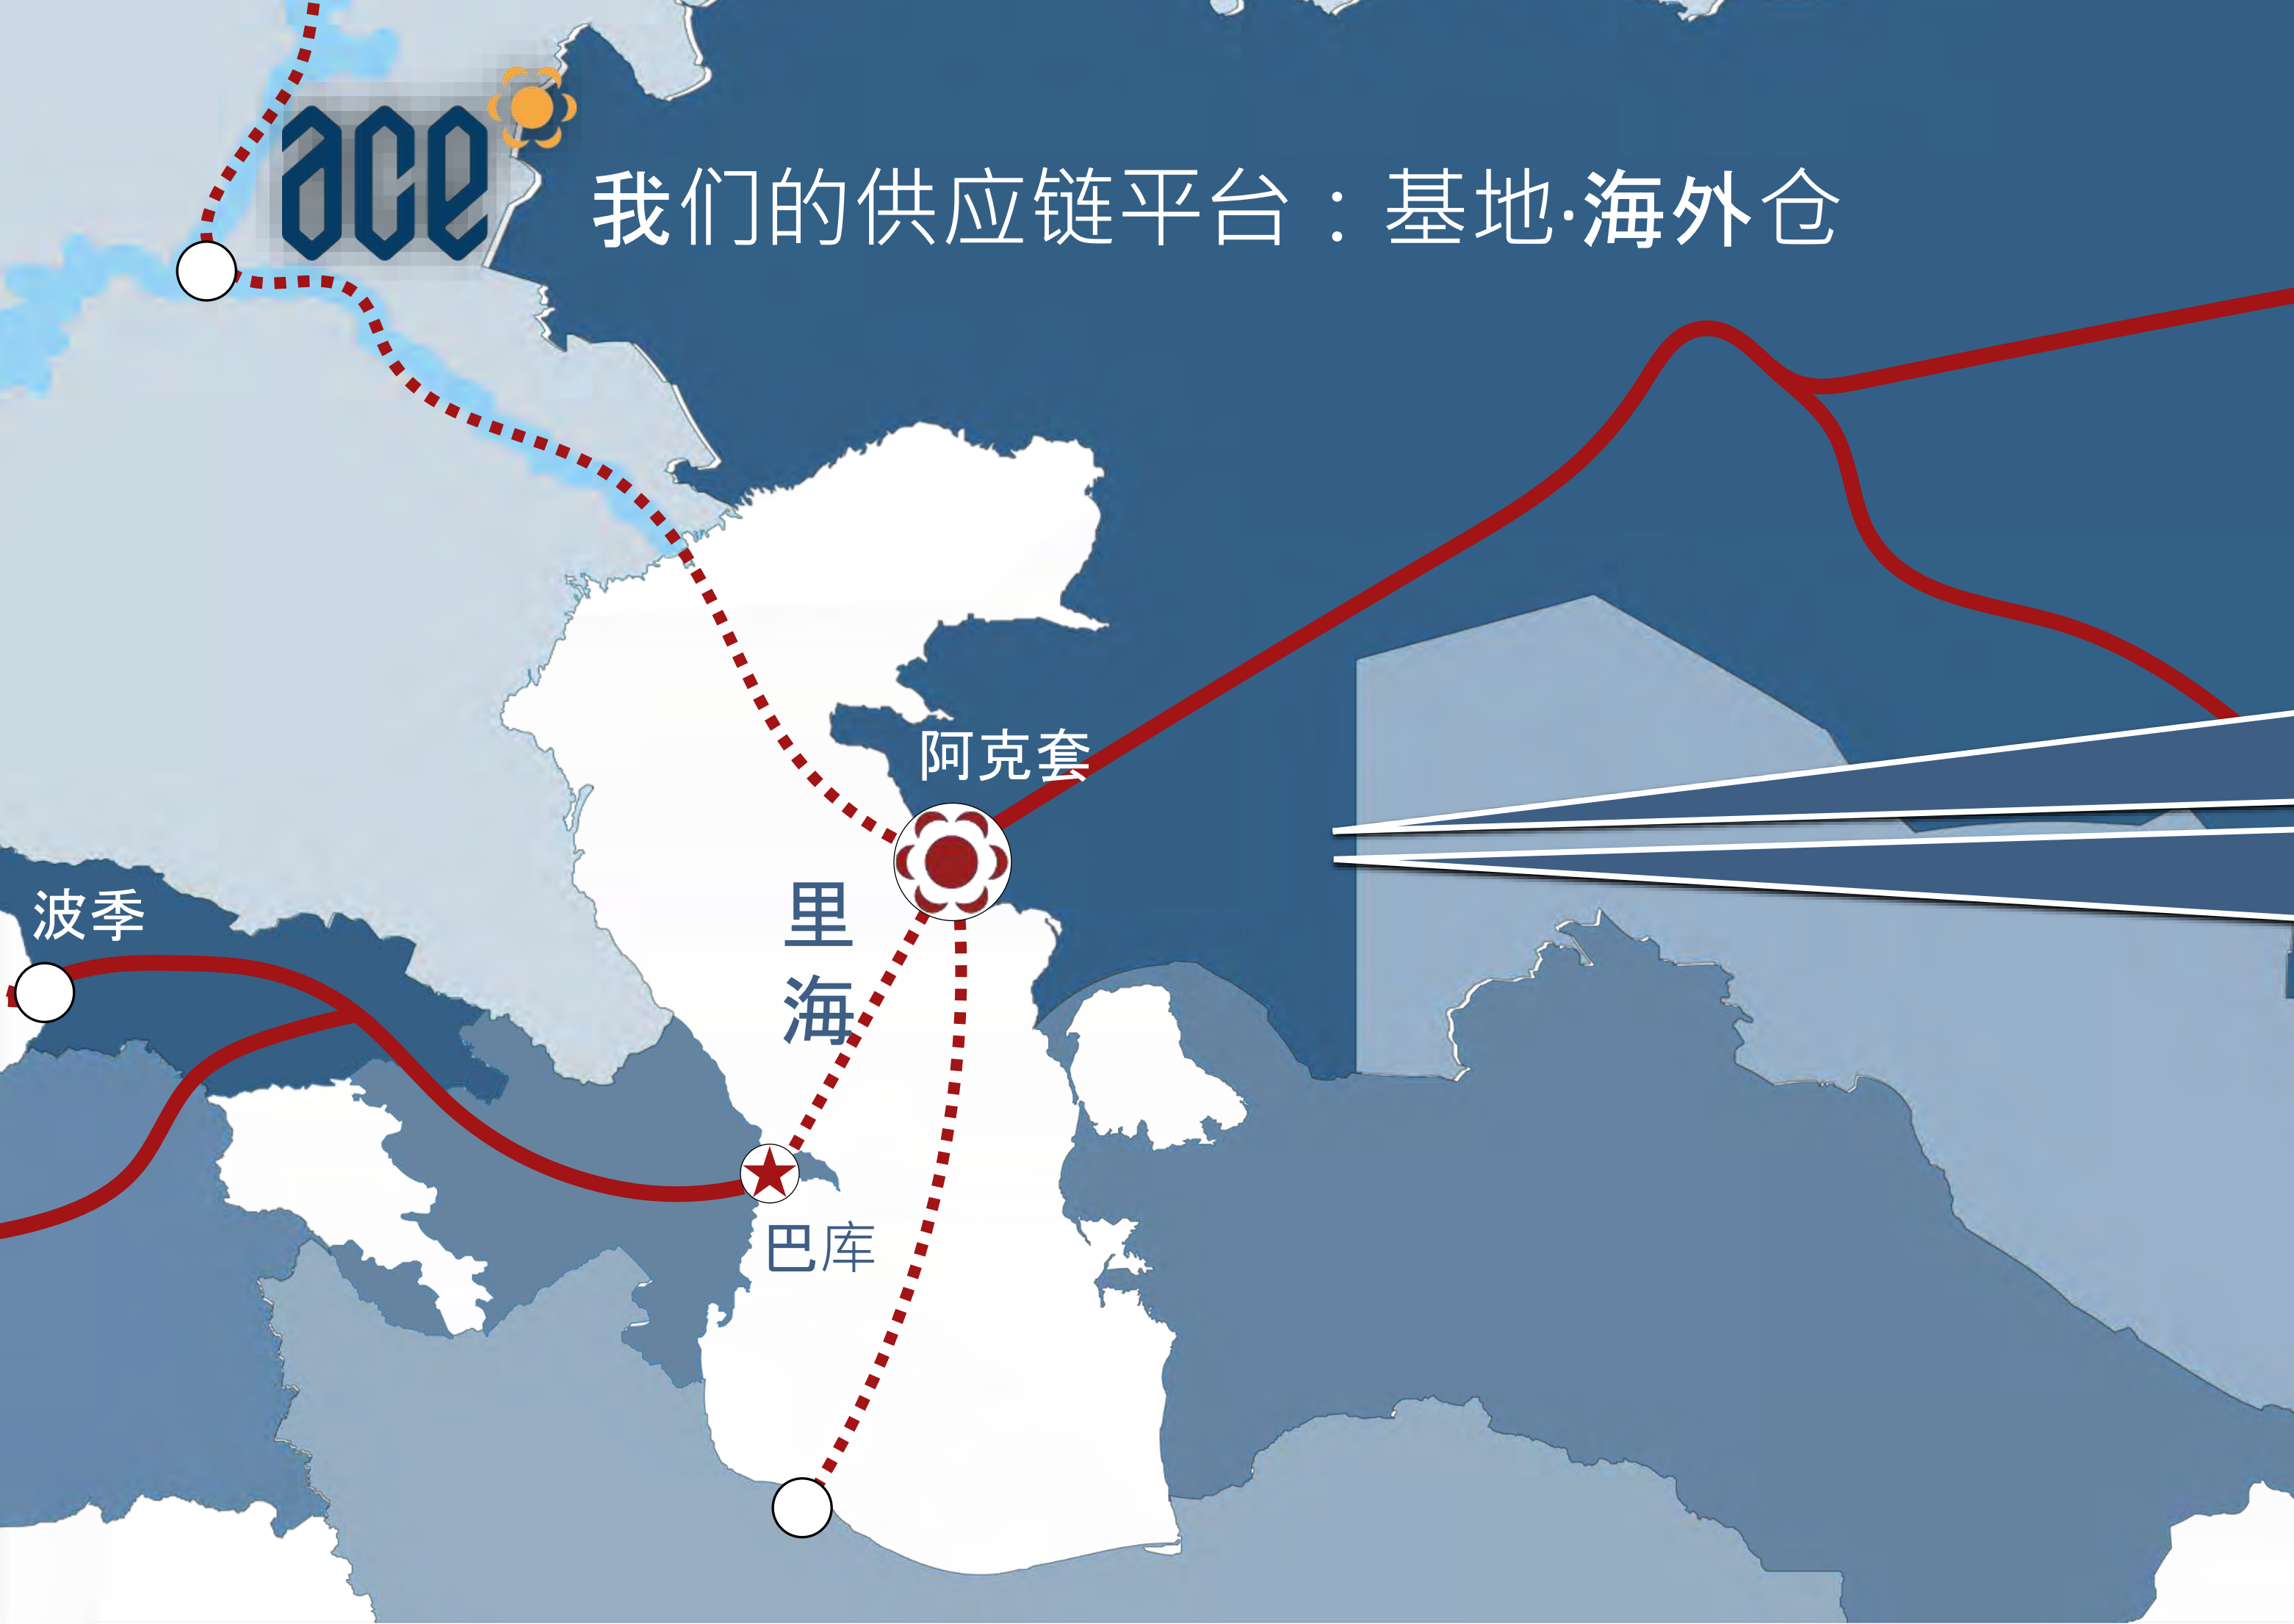 ace
我们的供应链平台：基地·海外仓
阿克套
波季
里
海
巴库